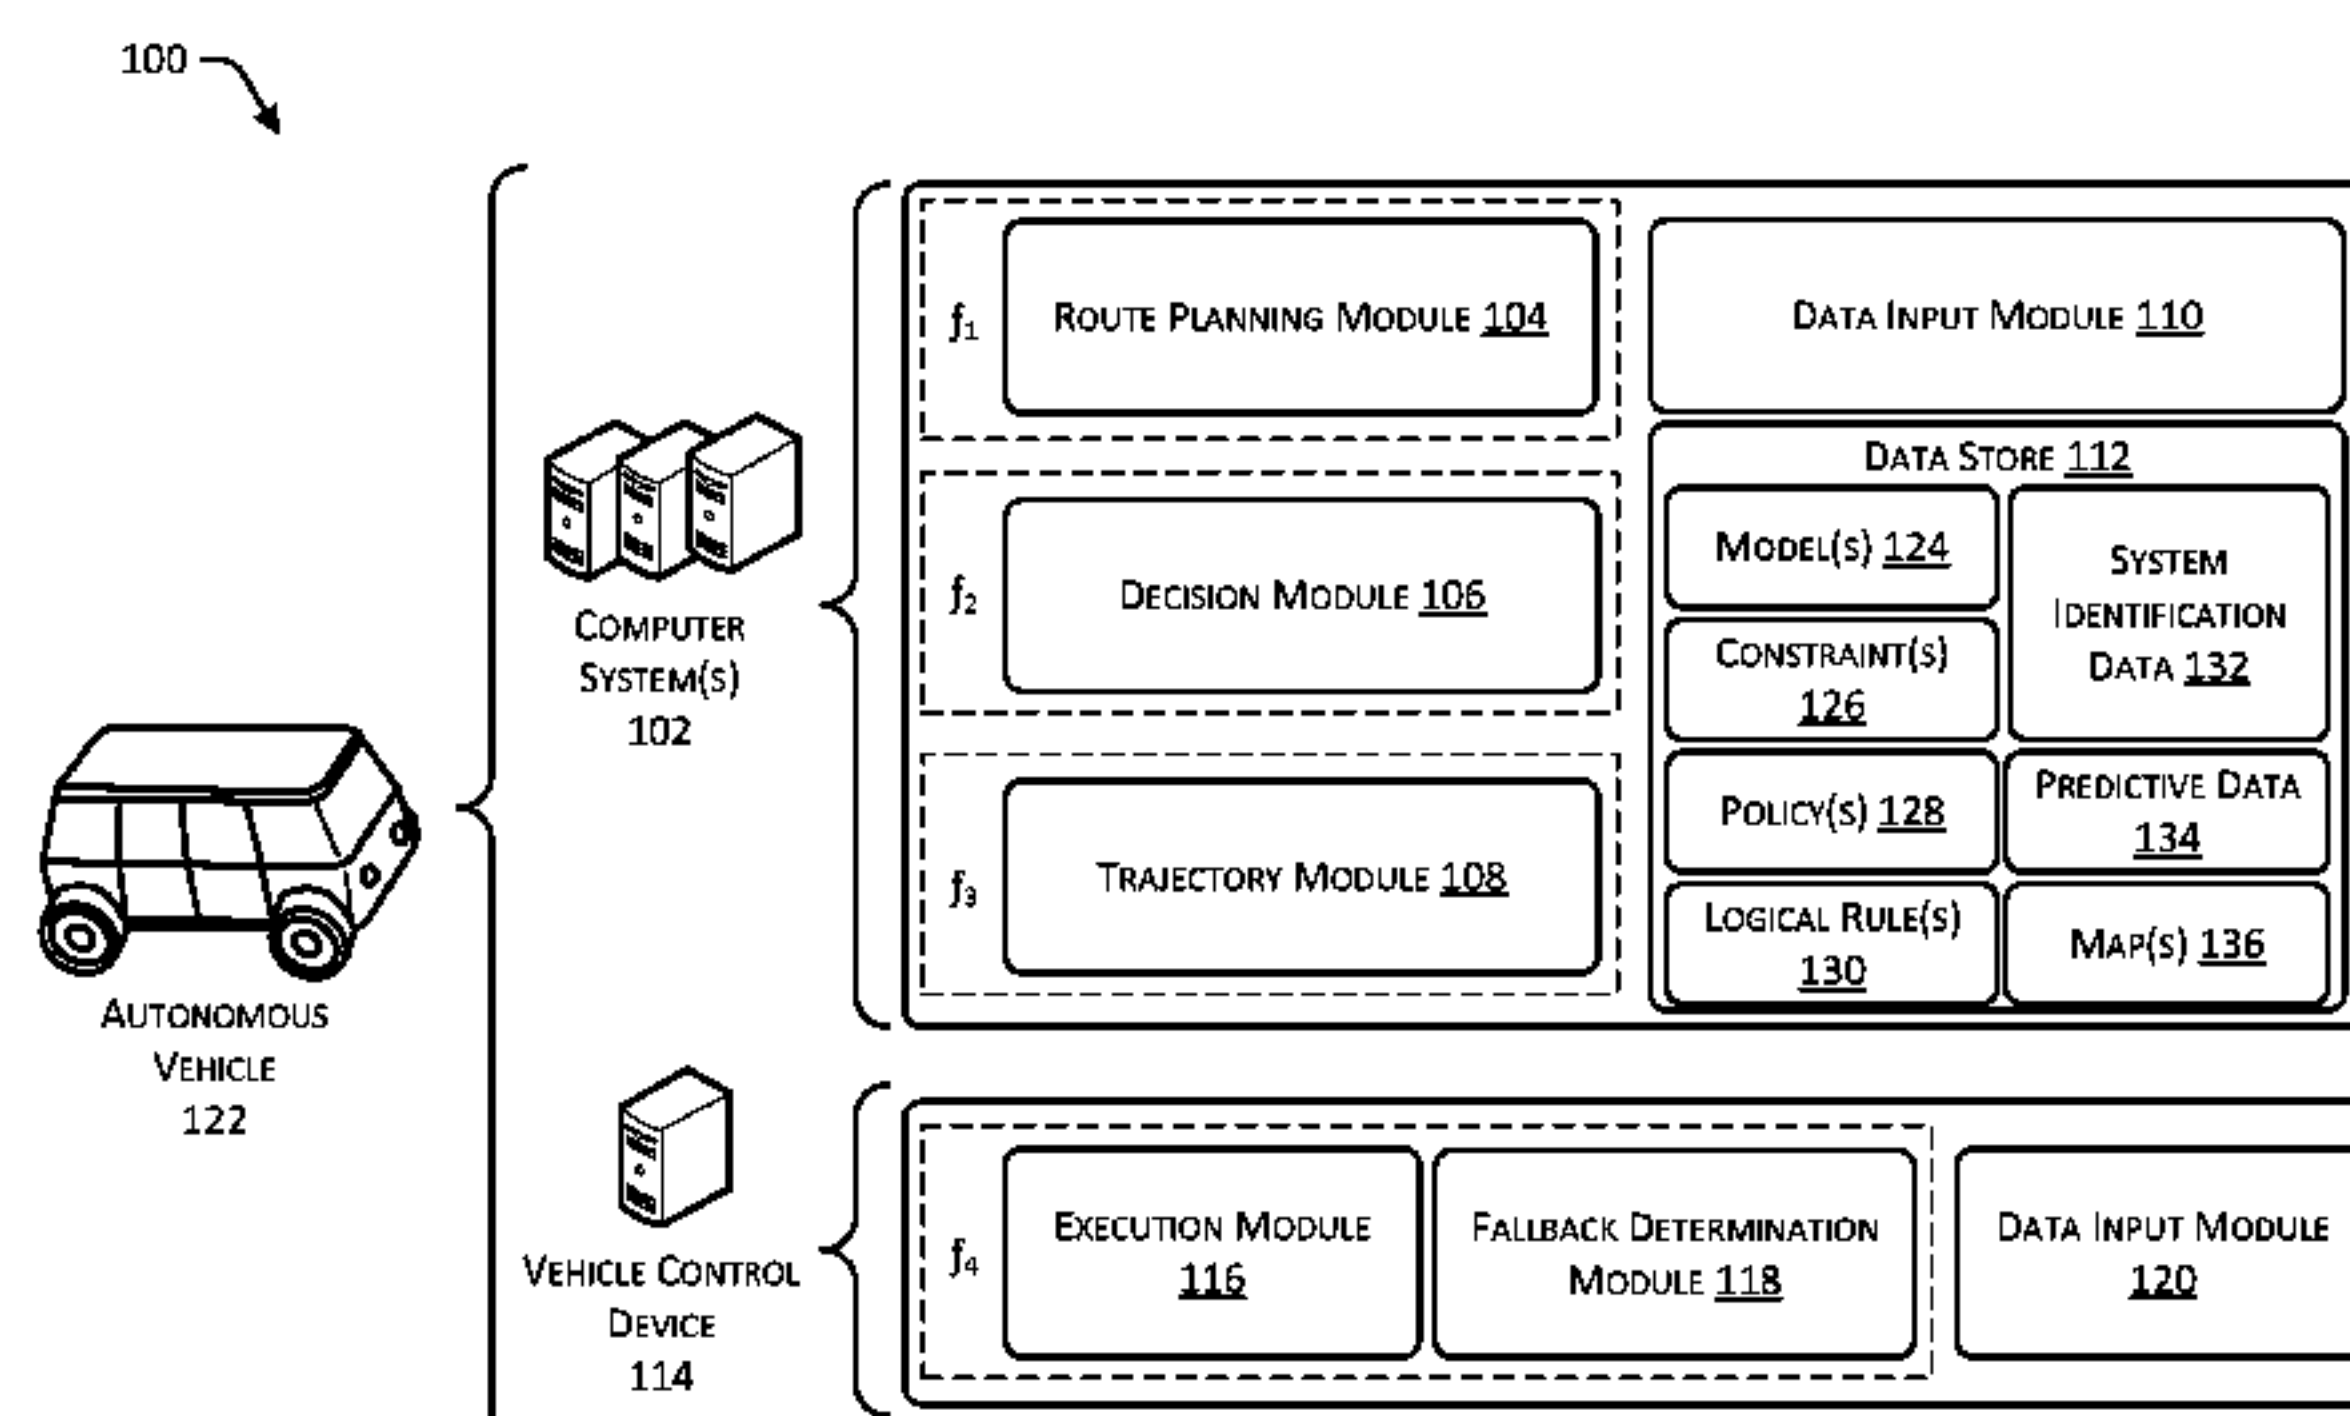 100
f1
ROUTE PLANNING MODULE 104
DATA INPUT MODULE 110
f2
DECISION MODULE 106
f3
TRAJECTORY MODULE 108
DATA STORE 112
MODEL(S) 124
CONSTRAINT(S)
126
POLICY(S) 128
LOGICAL RULE(S)
130
SYSTEM
IDENTIFICATION
DATA 132
PREDICTIVE DATA
134
MAP(S) 136
COMPUTER
SYSTEM(S)
102
AUTONOMOUS
VEHICLE
122
VEHICLE CONTROL
DEVICE
114
f4
EXECUTION MODULE
116
FALLBACK DETERMINATION
MODULE 118
DATA INPUT MODULE
120